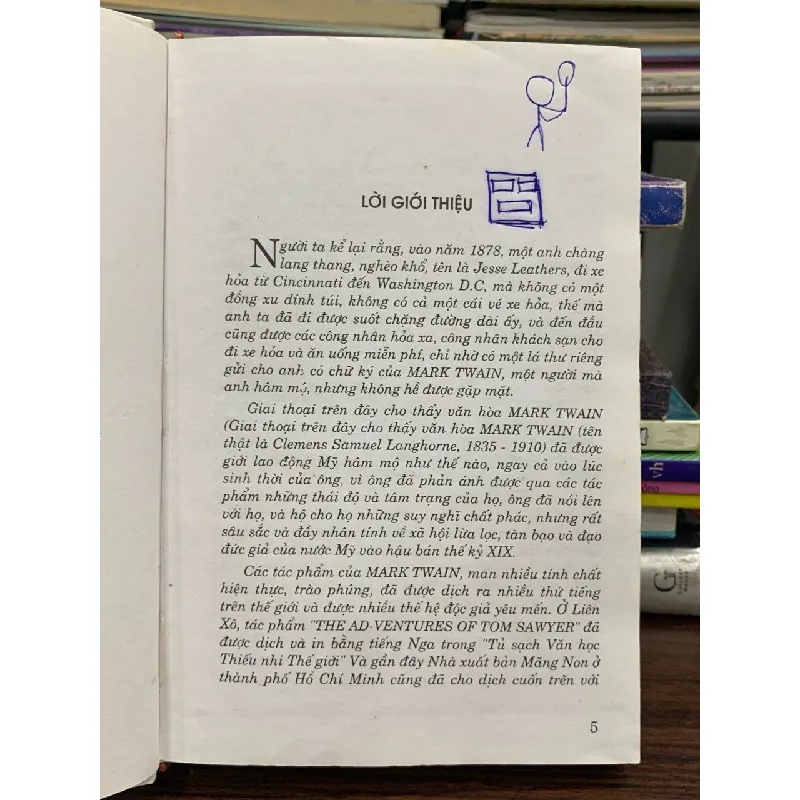 LỜI GIỚI THIỆU
Người ta kể lại rằng, vào năm 1878, một anh chàng
lang thang, nghèo khổ, tên là Jesse Leathers, đi xe
hỏa từ Cincinnati đến Washington D.C, mà không có một
đồng xu dính túi, không có cả một cái vé xe hỏa, thế mà
anh ta đã đi được suốt chặng đường dài ấy, và đến đâu
cũng được các công nhân hỏa xa, công nhân khách sạn cho
đi xe hỏa và ăn uống miễn phí, chỉ nhờ có một lá thư riêng
gửi cho anh có chữ ký của MARK TWAIN, một người mà
anh hâm mộ, nhưng không hề được gặp mặt.
Giai thoại trên đây cho thấy văn hòa MARK TWAIN
(Giai thoại trên đây cho thấy văn hòa MARK TWAIN (tên
thật là Clemens Samuel Langhorne, 1835 - 1910) đã được
giới lao động Mỹ hâm mộ như thế nào, ngay cả vào lúc
sinh thời của ông, vì ông đã phản ánh được qua các tác
phẩm những thái độ và tâm trạng của họ, ông đã nói lên
với họ, và hộ cho họ những suy nghĩ chất phác, nhưng rất
sâu sắc và đầy nhân tính về xã hội lừa lọc, tàn bạo và đạo
đức giả của nước Mỹ vào hậu bán thế kỷ XIX.
Các tác phẩm của MARK TWAIN, man nhiều tính chất
hiện thực, trào phúng, đã được dịch ra nhiều thứ tiếng
trên thế giới và được nhiều thế hệ độc giả yêu mến. Ở Liên
Xô, tác phẩm "THE AD-VENTURES OF TOM SAWYER" đã
được dịch và in bằng tiếng Nga trong "Tủ sạch Văn học
Thiếu nhi Thế giới" Và gần đây Nhà xuất bản Măng Non ở
thành phố Hồ Chí Minh cũng đã cho dịch cuốn trên với
5